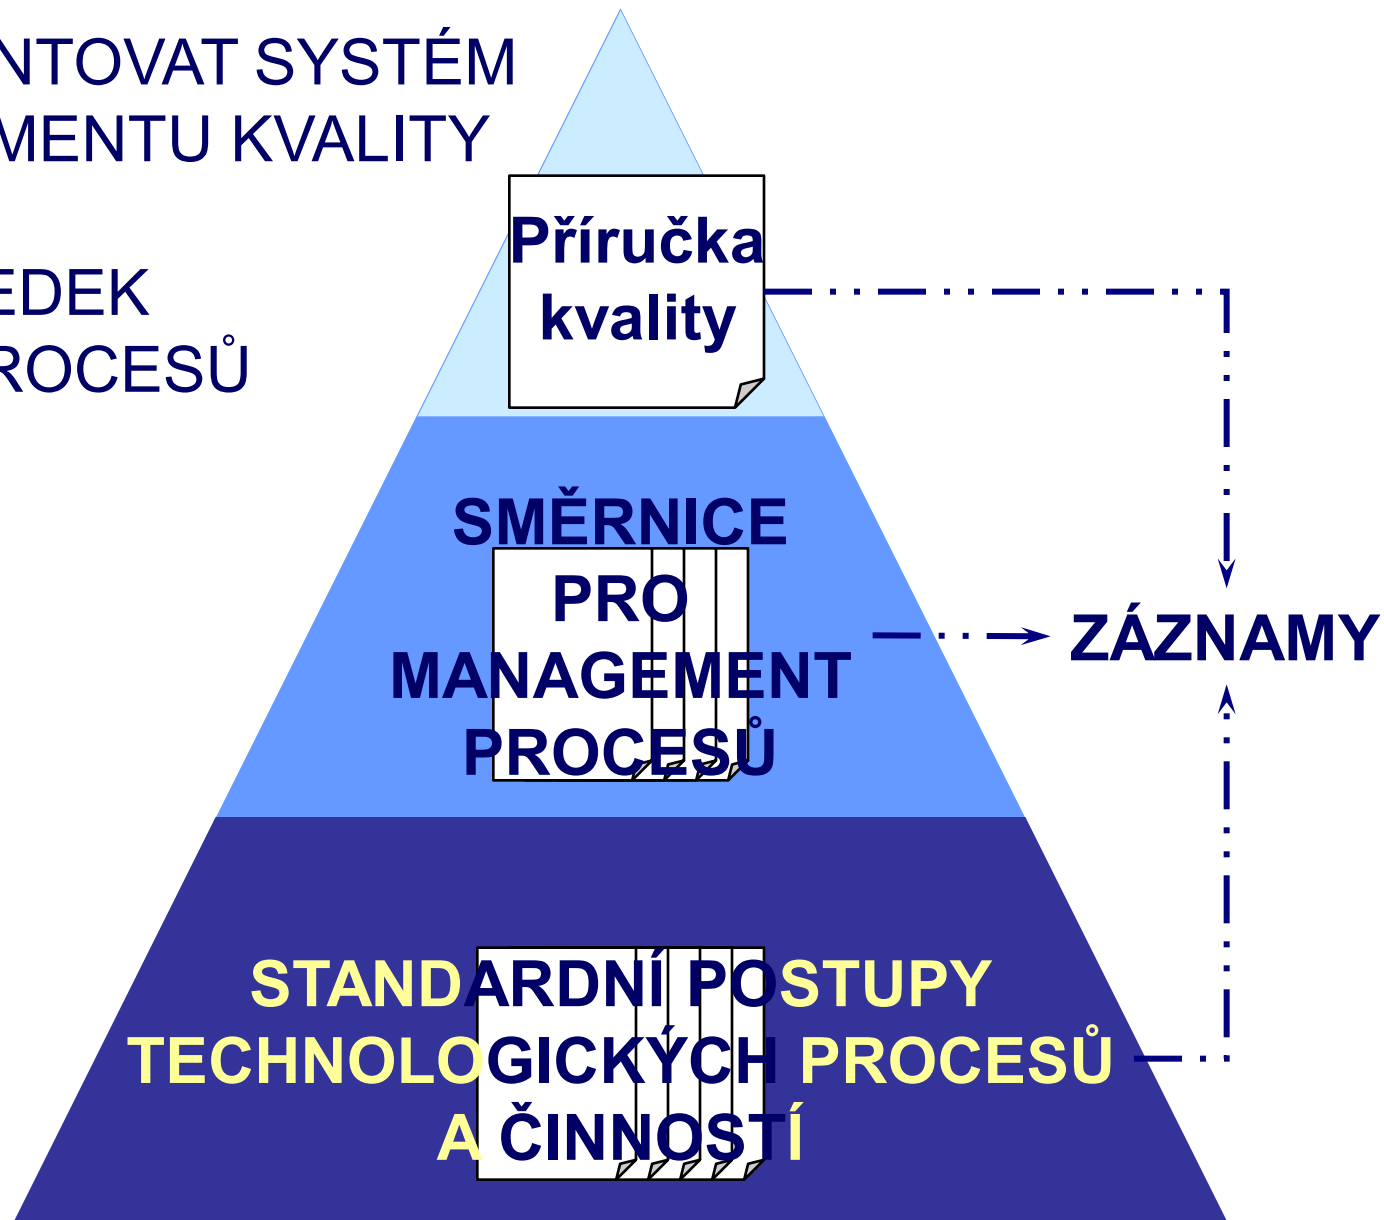 NTOVAT SYSTÉM
MENTU KVALITY
EDEK
ROCESŮ
Příručka
kvality
SMĚRNICE
PRO
MANAGEMENT
PROCESŮ
ZÁZNAMY
STANDARDNÍ POSTUPY
TECHNOLOGICKÝCH PROCESŮ
A ČINNOSTÍ